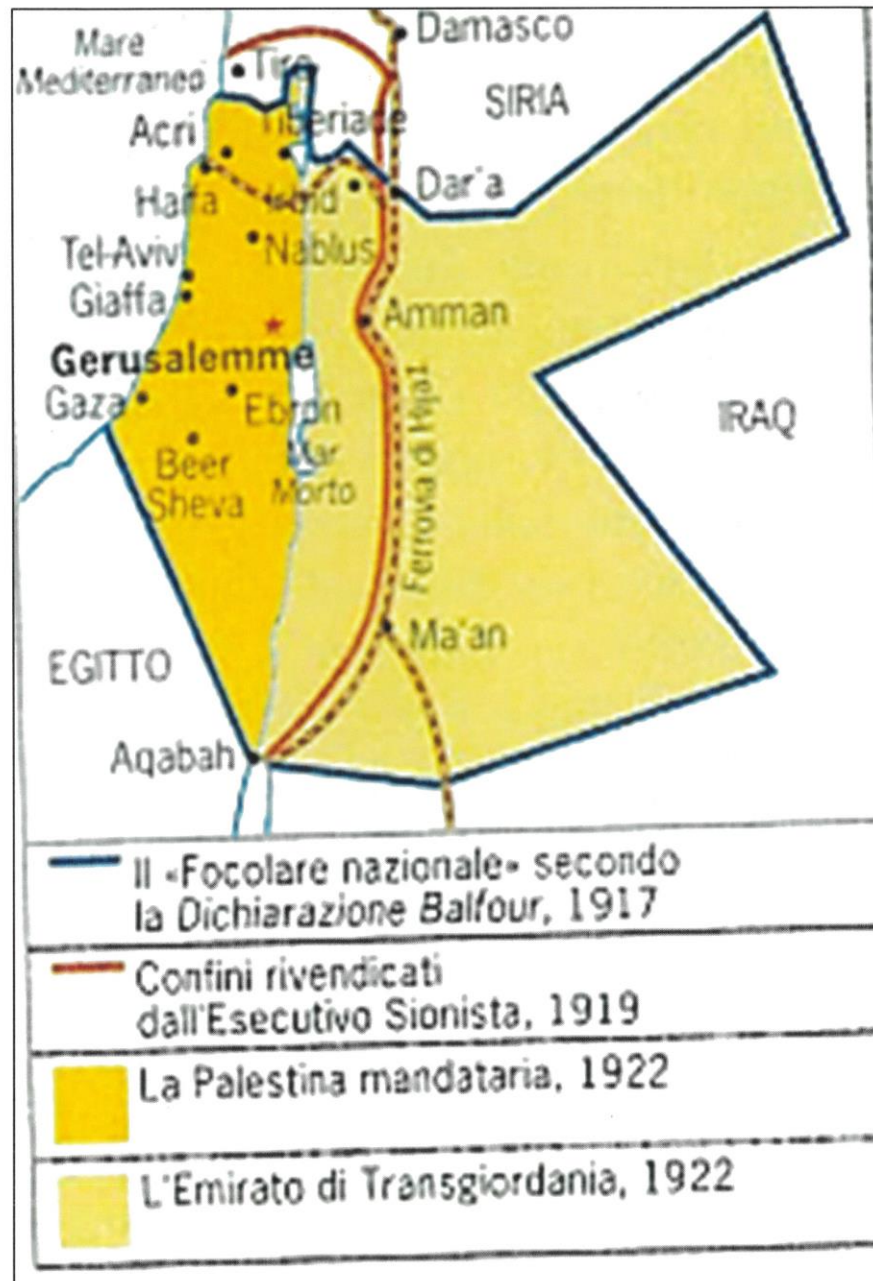 Mare
Mediterraneo
Tiro
Damasco
SIRIA
Acri
Tiberiade
Haifa
Irbid
Dar'a
Tel-Aviv
Nablus
Giaffa
Amman
Gerusalemme
Gaza
Ebron
Ferrovia di Hija1
IRAQ
Beer
Sheva
Mar
Morto
Ma'an
EGITTO
Aqabah
Il «Focolare nazionale» secondo
la Dichiarazione Balfour, 1917
Confini rivendicati
dall'Esecutivo Sionista, 1919
La Palestina mandataria, 1922
L'Emirato di Transgiordania, 1922